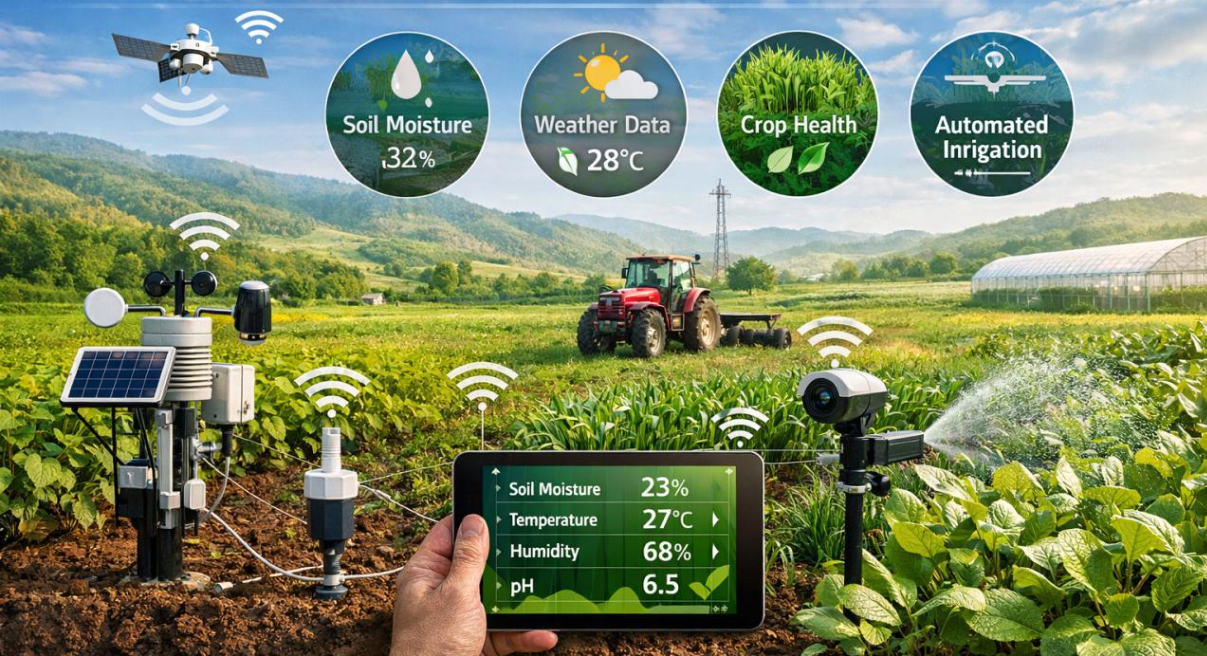 Soil Moisture
32%
Weather Data
28°C
Crop Health
Automated
Inrigation
Soil Moisture 23%
Temperature 27°C
Humidity 68%
pH 6.5